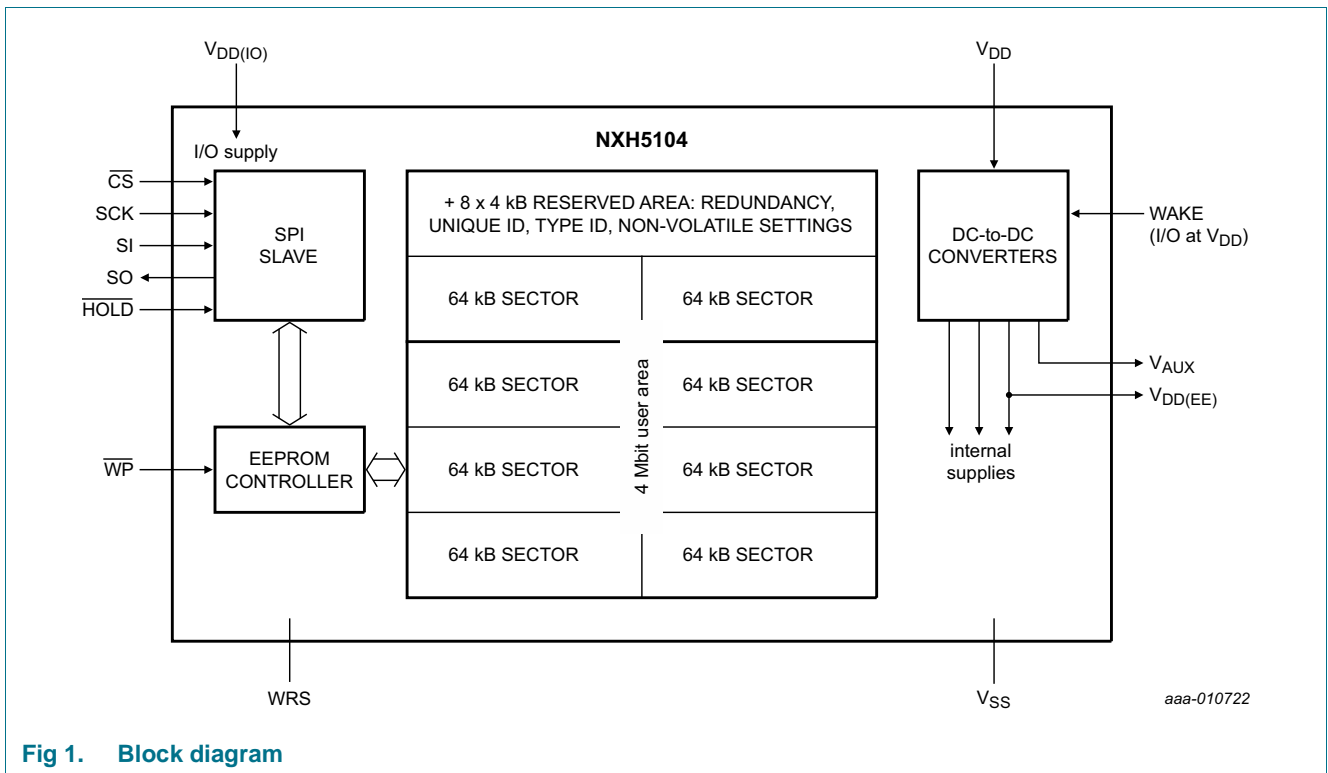 V_DD(IO)
V_DD
NXH5104
I/O supply
CS
SCK
SI
SO
HOLD
SPI
SLAVE
+ 8 x 4 kB RESERVED AREA: REDUNDANCY,
UNIQUE ID, TYPE ID, NON-VOLATILE SETTINGS
DC-to-DC
CONVERTERS
WAKE
(I/O at V_DD)
64 kB SECTOR
64 kB SECTOR
64 kB SECTOR
64 kB SECTOR
64 kB SECTOR
64 kB SECTOR
64 kB SECTOR
64 kB SECTOR
4 Mbit user area
V_AUX
V_DD(EE)
internal
supplies
WP
EEPROM
CONTROLLER
WRS
V_SS
aaa-010722
Fig 1. Block diagram